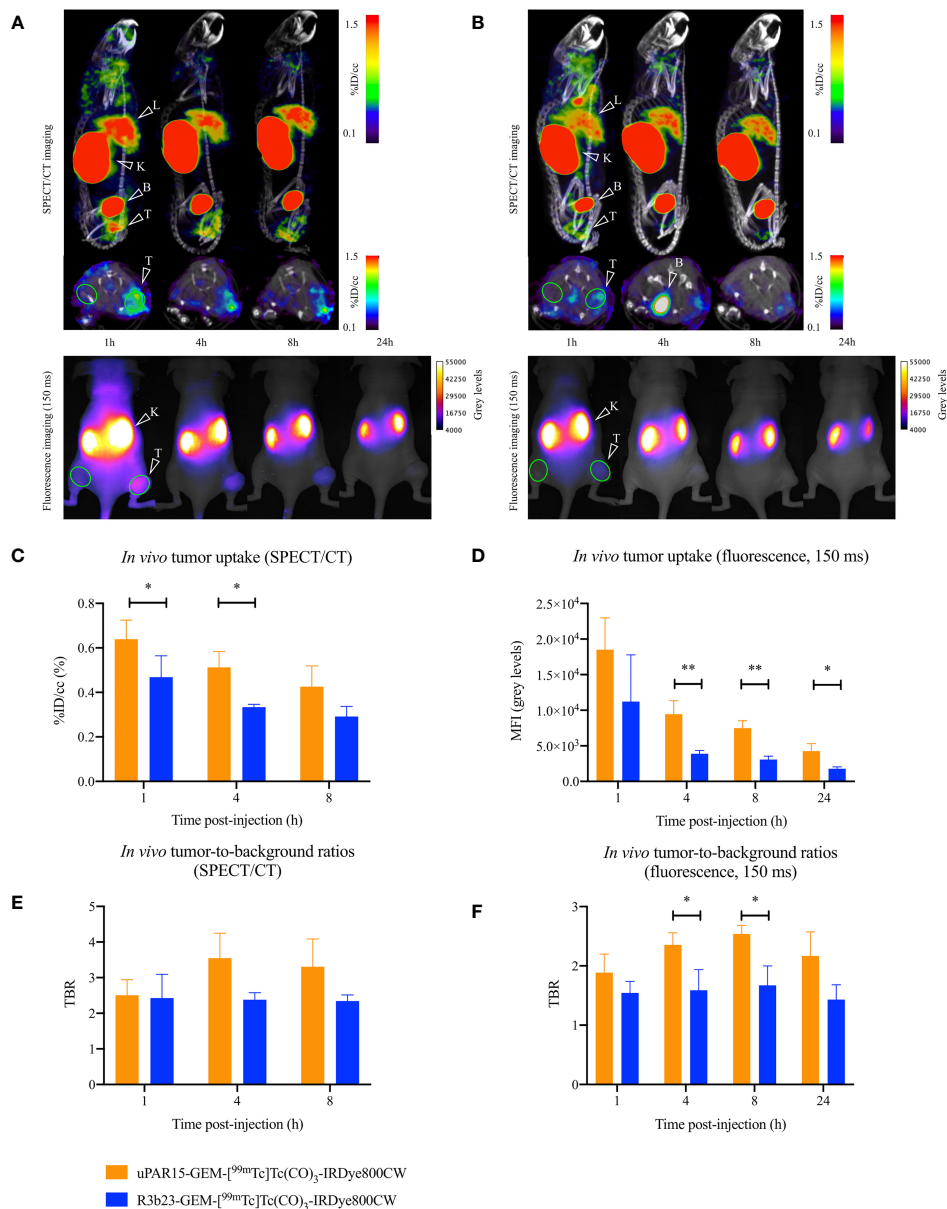 A
B
SPECT/CT imaging
L
K
B
T
1.5
%ID/cc
0.1
SPECT/CT imaging
L
K
B
T
1.5
%ID/cc
0.1
T
1.5
%ID/cc
0.1
B
T
1.5
%ID/cc
0.1
1h 4h 8h 24h
1h 4h 8h 24h
Fluorescence imaging (150 ms)
K
T
55000
42250
29500
16750
4000
Grey levels
Fluorescence imaging (150 ms)
K
T
55000
42250
29500
16750
4000
Grey levels
C
In vivo tumor uptake (SPECT/CT)
* *
%ID/cc (%)
0.8
0.6
0.4
0.2
0.0
1 4 8
Time post-injection (h)
D
In vivo tumor uptake (fluorescence, 150 ms)
** ** *
MFI (grey levels)
2.5×10⁴
2.0×10⁴
1.5×10⁴
1.0×10⁴
5.0×10³
0.0
1 4 8 24
Time post-injection (h)
In vivo tumor-to-background ratios
(SPECT/CT)
E
TBR
5
4
3
2
1
0
1 4 8
Time post-injection (h)
In vivo tumor-to-background ratios
(fluorescence, 150 ms)
F
* *
TBR
3
2
1
0
1 4 8 24
Time post-injection (h)
uPAR15-GEM-[⁹⁹ᵐTc]Tc(CO)₃-IRDye800CW
R3b23-GEM-[⁹⁹ᵐTc]Tc(CO)₃-IRDye800CW